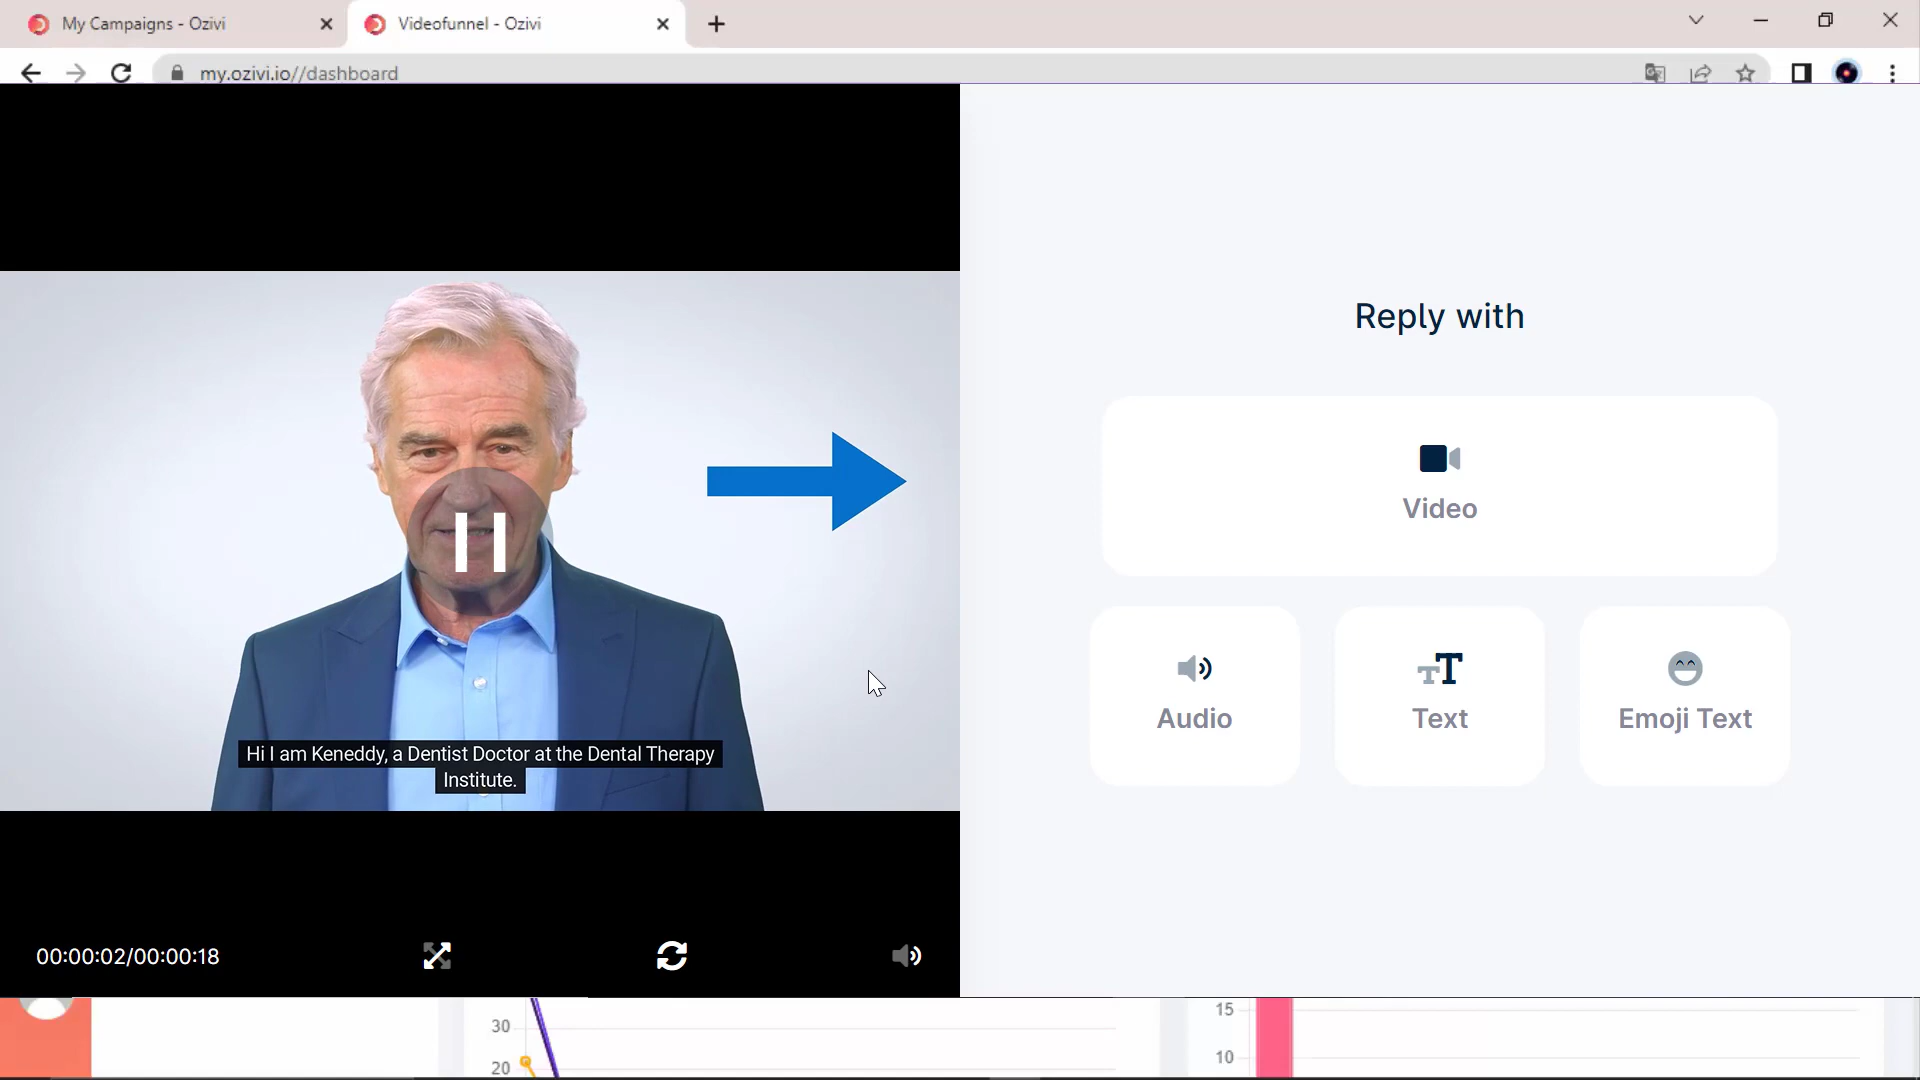 My Campaigns - Ozivi
Videofunnel - Ozivi
my.ozivi.io//dashboard
Reply with
Video
Audio
Text
Emoji Text
Hi I am Keneddy, a Dentist Doctor at the Dental Therapy
Institute.
00:00:02/00:00:18
30
20
15
10